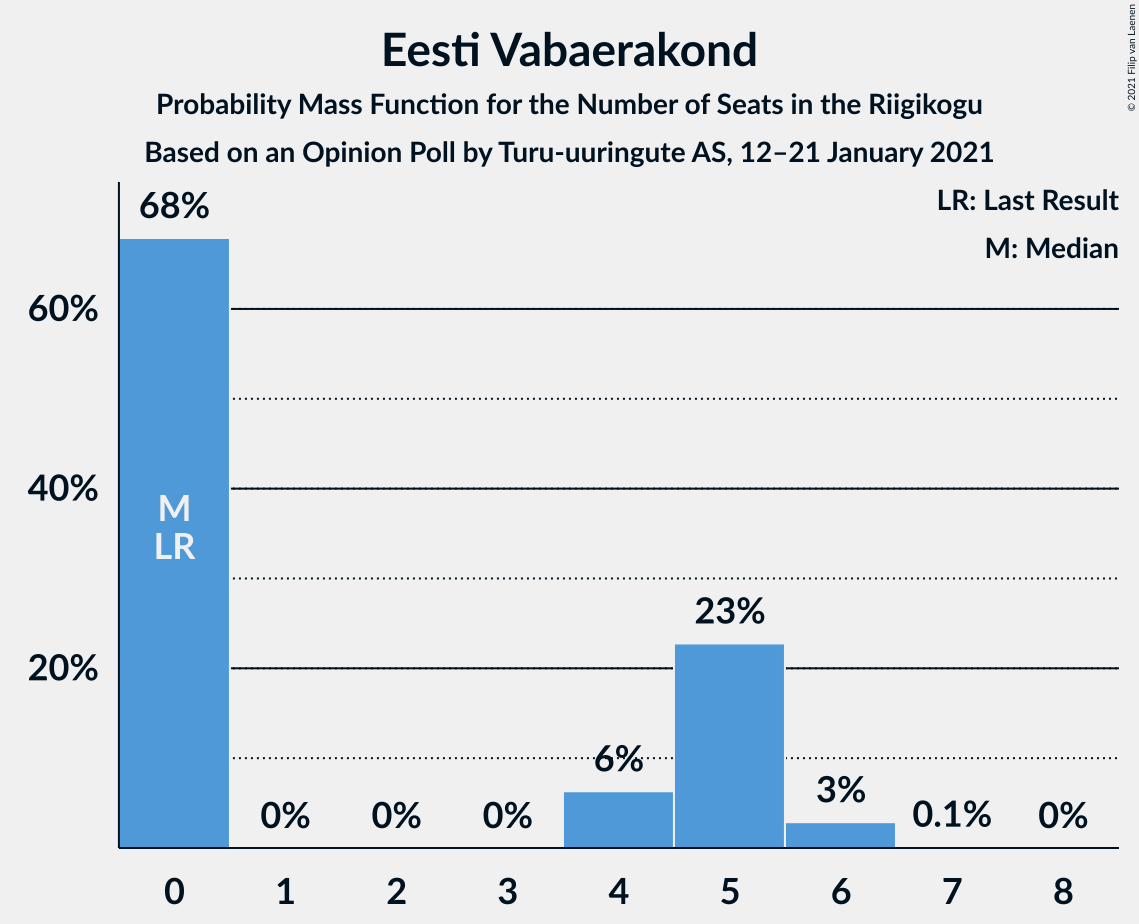 Eesti Vabaerakond
Probability Mass Function for the Number of Seats in the Riigikogu
Based on an Opinion Poll by Turu-uuringute AS, 12–21 January 2021
© 2021 Filip van Laenen
LR: Last Result
M: Median
68%
60%
40%
20%
M
LR
0%
0%
0%
6%
23%
3%
0.1%
0%
0 1 2 3 4 5 6 7 8